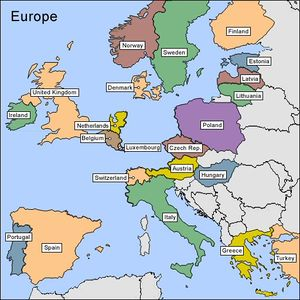 Europe
Finland
Norway
Sweden
Estonia
Latvia
Denmark
Lithuania
United Kingdom
Ireland
Netherlands
Poland
Belgium
Luxembourg
Czech Rep.
Austria
Switzerland
Hungary
Italy
Portugal
Spain
Greece
Turkey